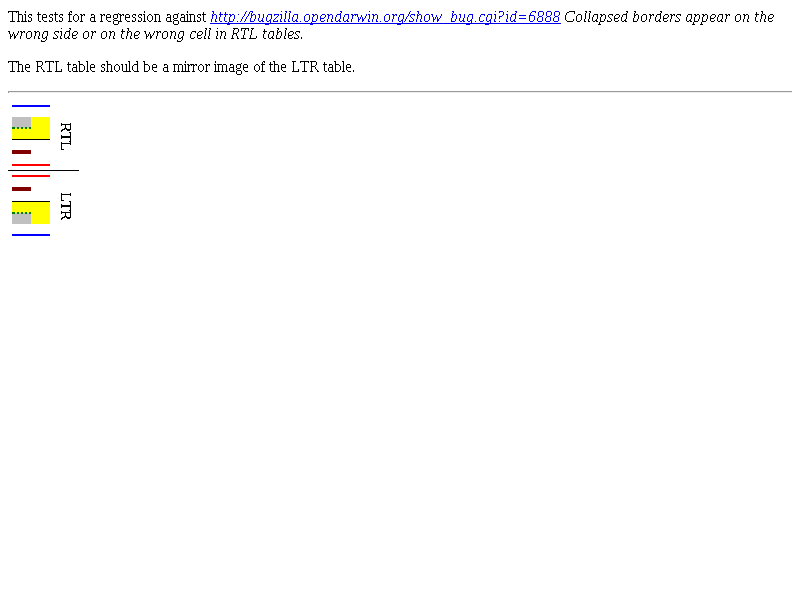 This tests for a regression against http://bugzilla.opendarwin.org/show_bug.cgi?id=6888 Collapsed borders appear on the
wrong side or on the wrong cell in RTL tables.
The RTL table should be a mirror image of the LTR table.
RTL
LTR